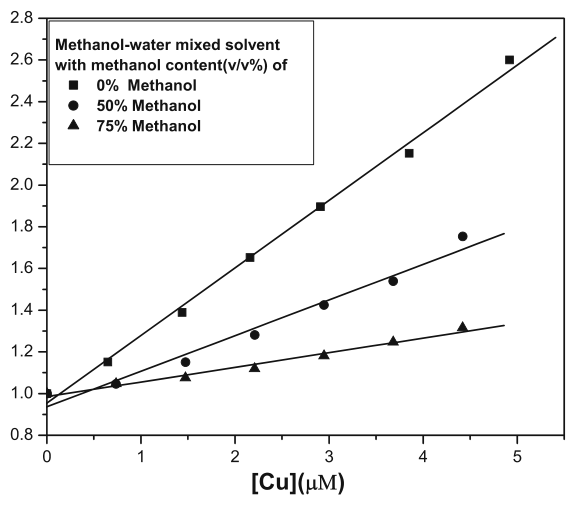 2.8
2.6
2.4
2.2
2.0
1.8
1.6
1.4
1.2
1.0
0.8
Methanol-water mixed solvent
with methanol content(v/v%) of
0% Methanol
50% Methanol
75% Methanol
0 1 2 3 4 5
[Cu](μM)